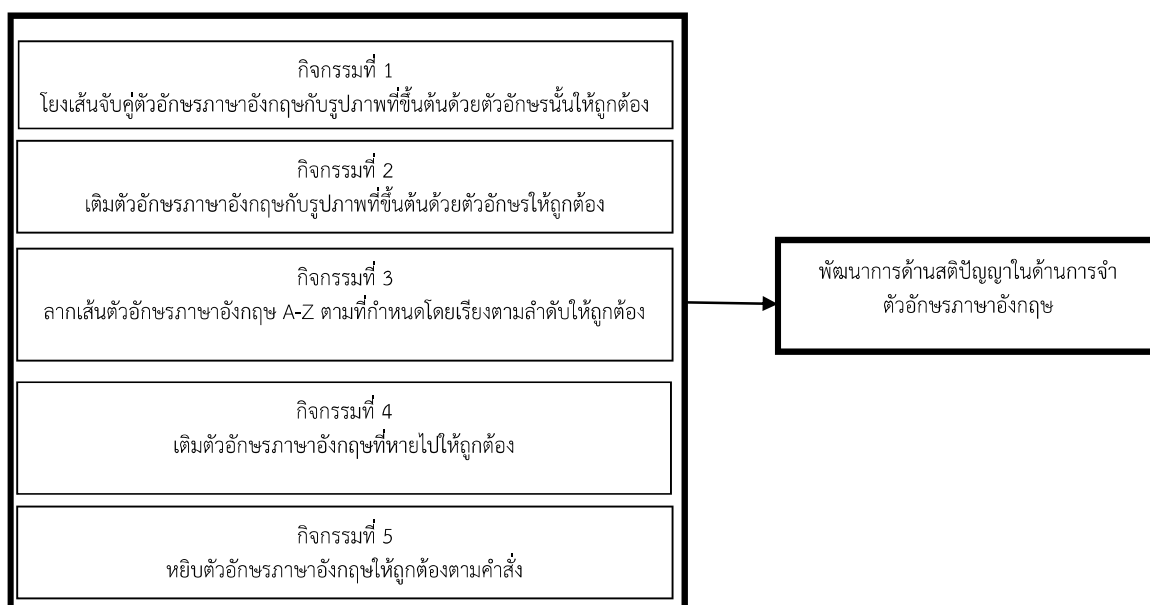 กิจกรรมที่ 1
โยงเส้นจับคู่ตัวอักษรภาษาอังกฤษกับรูปภาพที่ขึ้นต้นด้วยตัวอักษรนั้นให้ถูกต้อง
กิจกรรมที่ 2
เติมตัวอักษรภาษาอังกฤษกับรูปภาพที่ขึ้นต้นด้วยตัวอักษรให้ถูกต้อง
กิจกรรมที่ 3
ลากเส้นตัวอักษรภาษาอังกฤษ A-Z ตามที่กำหนดโดยเรียงตามลำดับให้ถูกต้อง
กิจกรรมที่ 4
เติมตัวอักษรภาษาอังกฤษที่หายไปให้ถูกต้อง
กิจกรรมที่ 5
หยิบตัวอักษรภาษาอังกฤษให้ถูกต้องตามคำสั่ง
พัฒนาการด้านสติปัญญาในด้านการจำ
ตัวอักษรภาษาอังกฤษ